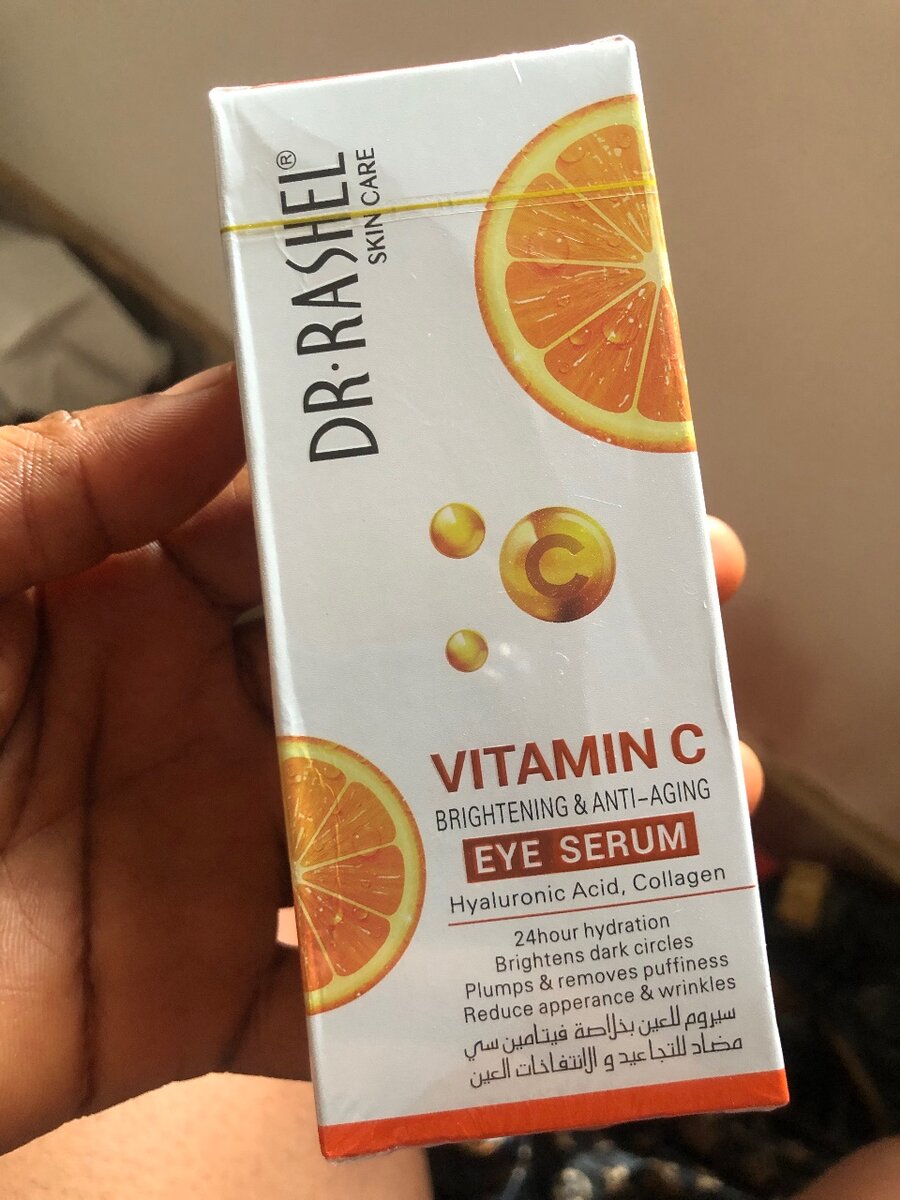 DR·RASHEL®
SKIN CARE
C
VITAMIN C
BRIGHTENING & ANTI-AGING
EYE SERUM
Hyaluronic Acid, Collagen
24hour hydration
Brightens dark circles
Plumps & removes puffiness
Reduce apperance & wrinkles
سيروم للعين بخلاصة فيتامين سي
مضاد للتجاعيد و الانتفاخات العين